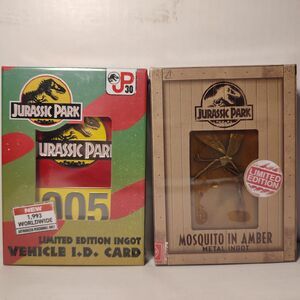 JURASSIC PARK
JP
30
JURASSIC PARK
005
NEW
1,993
WORLDWIDE
LIMITED EDITION INGOT
VEHICLE I.D. CARD
JURASSIC PARK
LIMITED
EDITION
MOSQUITO IN AMBER
METAL INGOT